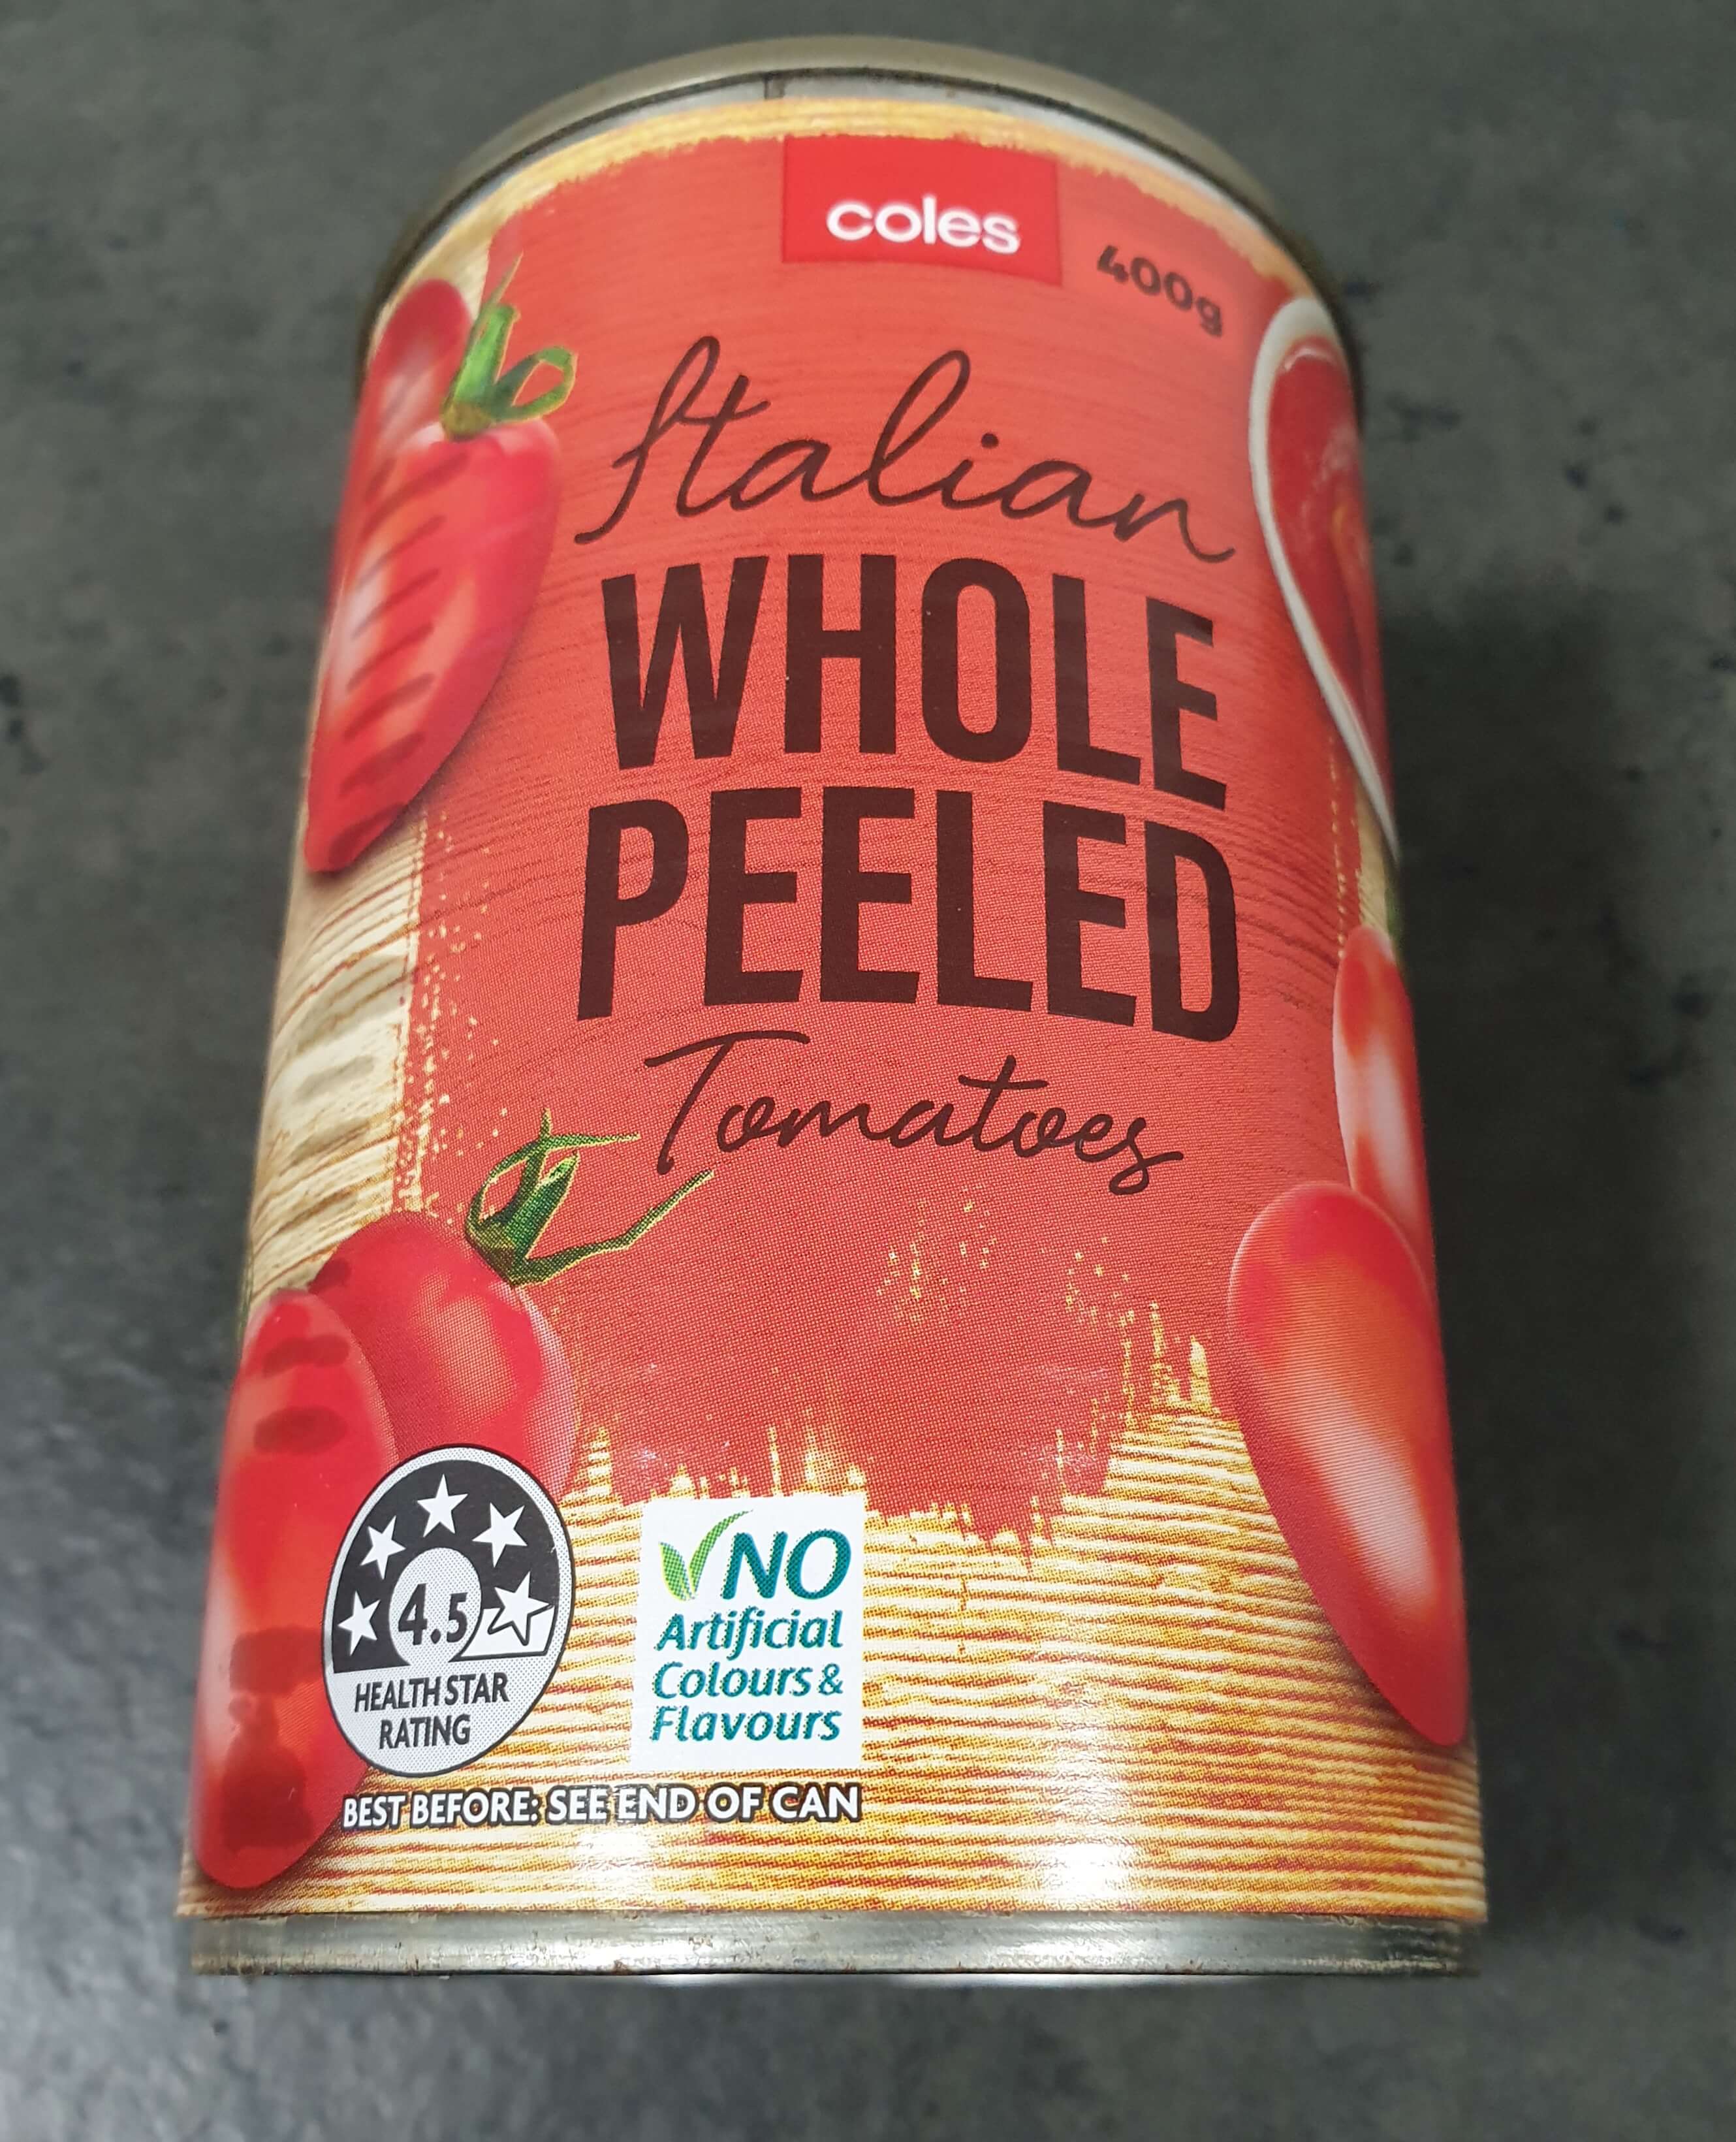 coles
400g
Italian
WHOLE
PEELED
Tomatoes
4.5
HEALTH STAR
RATING
NO
Artificial
Colours &
Flavours
BEST BEFORE: SEE END OF CAN